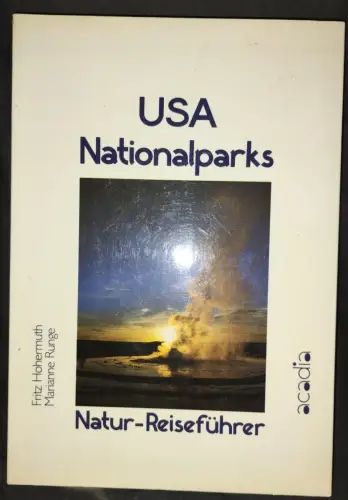 USA
Nationalparks
Fritz Hohermuth
Marianne Runge
acadia
Natur-Reiseführer